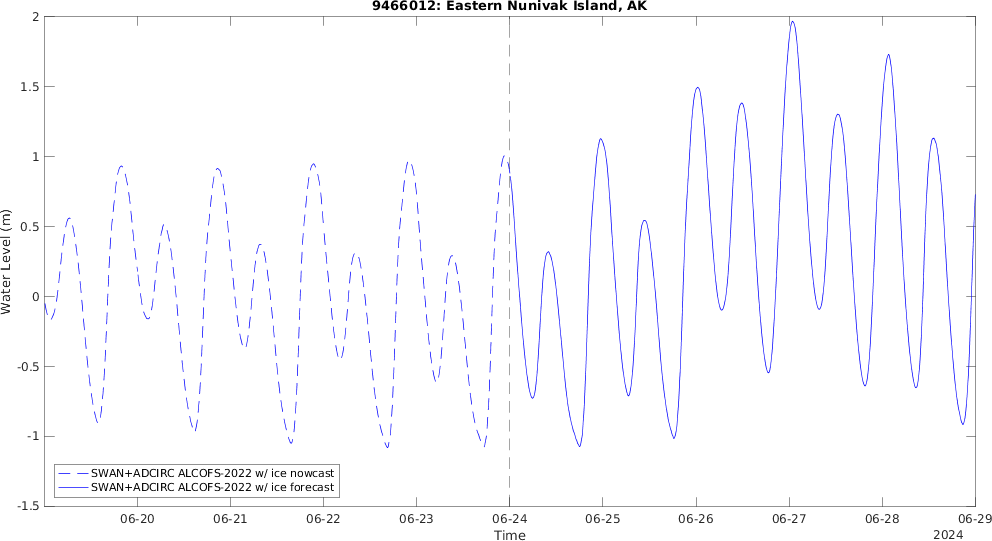 9466012: Eastern Nunivak Island, AK
2
1.5
1
0.5
0
-0.5
-1
-1.5
Water Level (m)
SWAN+ADCIRC ALCOFS-2022 w/ ice nowcast
SWAN+ADCIRC ALCOFS-2022 w/ ice forecast
06-20 06-21 06-22 06-23 06-24 06-25 06-26 06-27 06-28 06-29
Time
2024